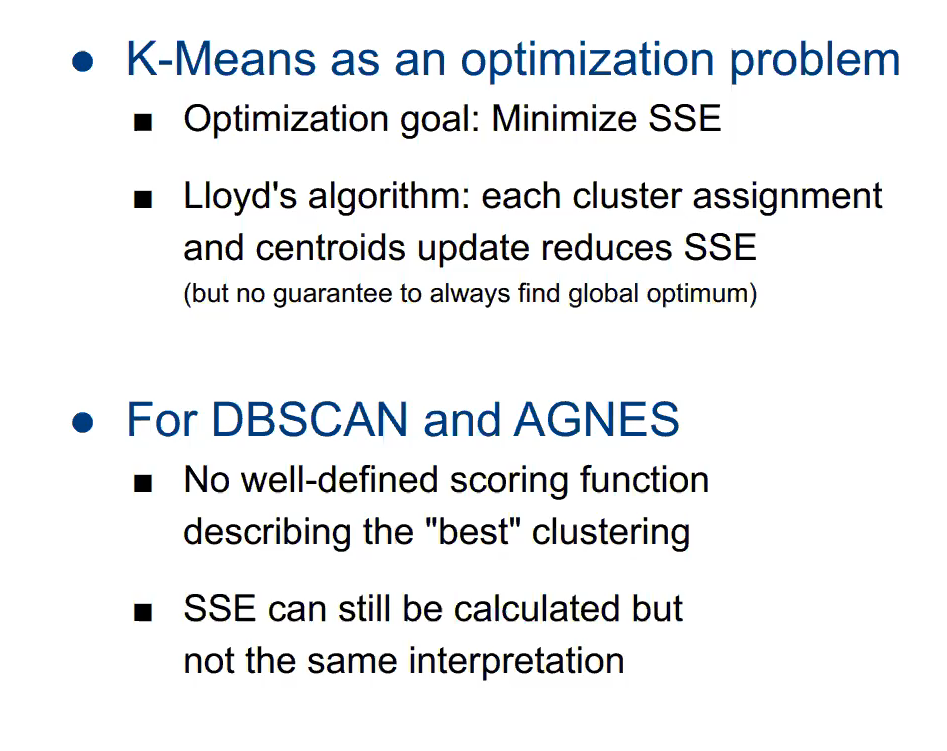 ● K-Means as an optimization problem
■ Optimization goal: Minimize SSE
■ Lloyd's algorithm: each cluster assignment
and centroids update reduces SSE
(but no guarantee to always find global optimum)
● For DBSCAN and AGNES
■ No well-defined scoring function
describing the "best" clustering
■ SSE can still be calculated but
not the same interpretation